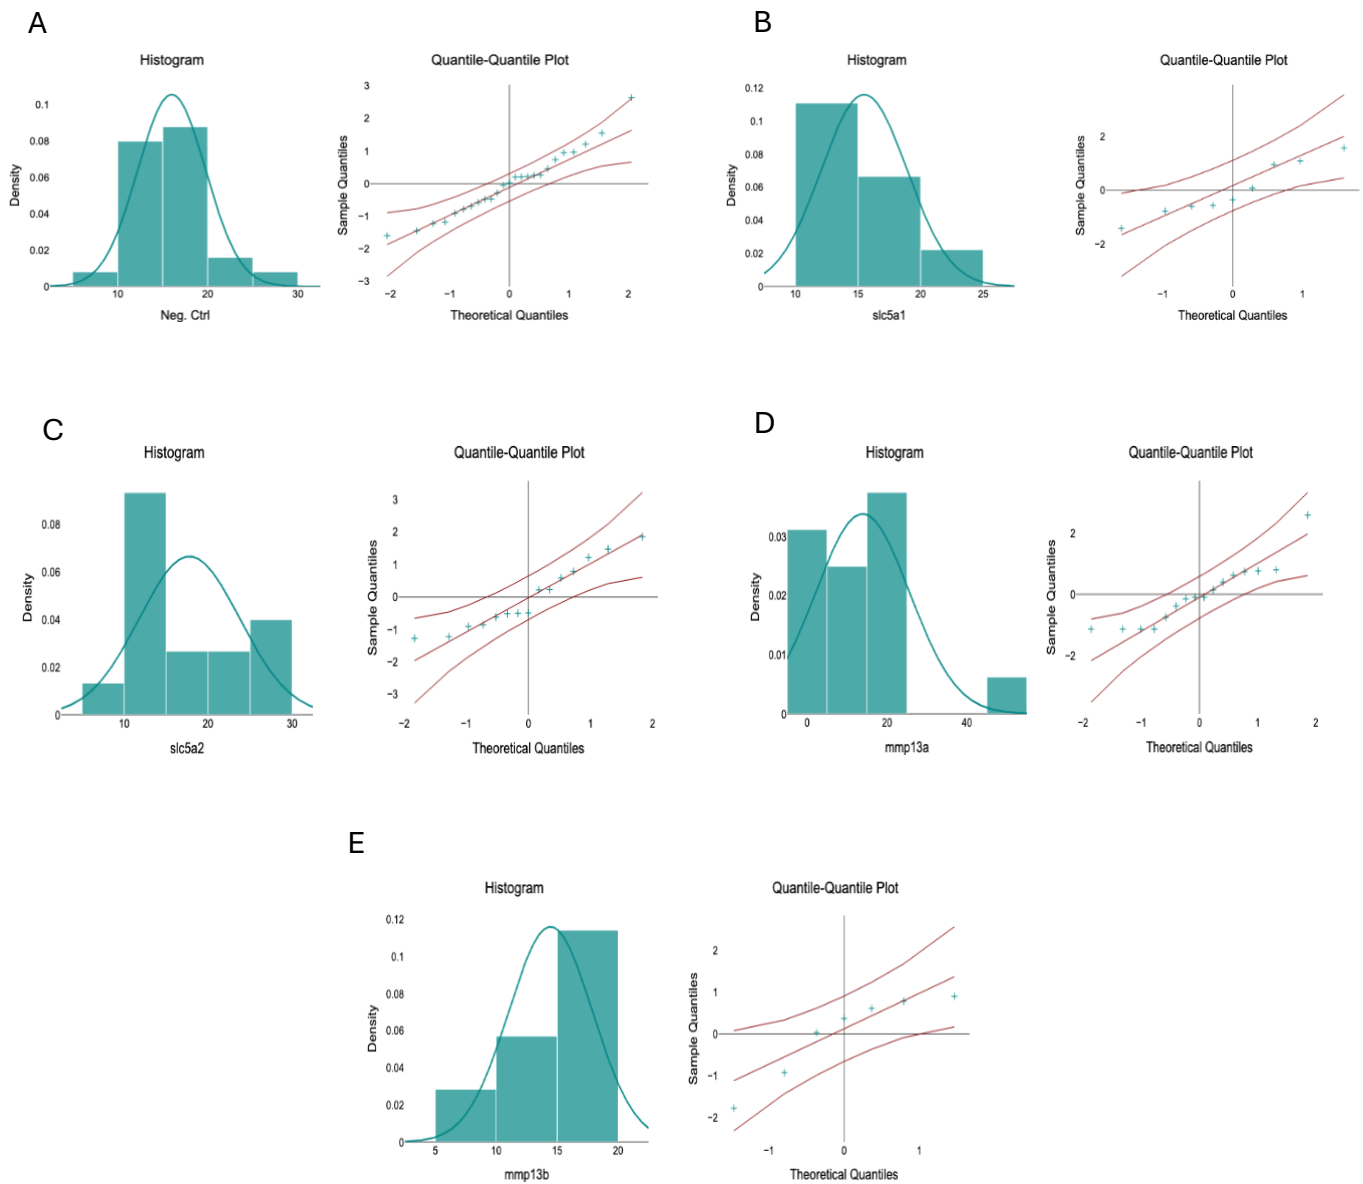 A
Histogram
Quantile-Quantile Plot
Density
0.1
0.08
0.06
0.04
0.02
0
10
20
30
Neg. Ctrl
Sample Quantiles
3
2
1
0
−1
−2
−3
−2
−1
0
1
2
Theoretical Quantiles
B
Histogram
Quantile-Quantile Plot
Density
0.12
0.1
0.08
0.06
0.04
0.02
0
10
15
20
25
slc5a1
Sample Quantiles
2
0
−2
−1
0
1
Theoretical Quantiles
C
Histogram
Quantile-Quantile Plot
Density
0.08
0.06
0.04
0.02
0
10
20
30
slc5a2
Sample Quantiles
3
2
1
0
−1
−2
−3
−2
−1
0
1
2
Theoretical Quantiles
D
Histogram
Quantile-Quantile Plot
Density
0.03
0.02
0.01
0
0
20
40
mmp13a
Sample Quantiles
2
0
−2
−2
−1
0
1
2
Theoretical Quantiles
E
Histogram
Quantile-Quantile Plot
Density
0.12
0.1
0.08
0.06
0.04
0.02
0
5
10
15
20
mmp13b
Sample Quantiles
2
1
0
−1
−2
−1
0
1
Theoretical Quantiles